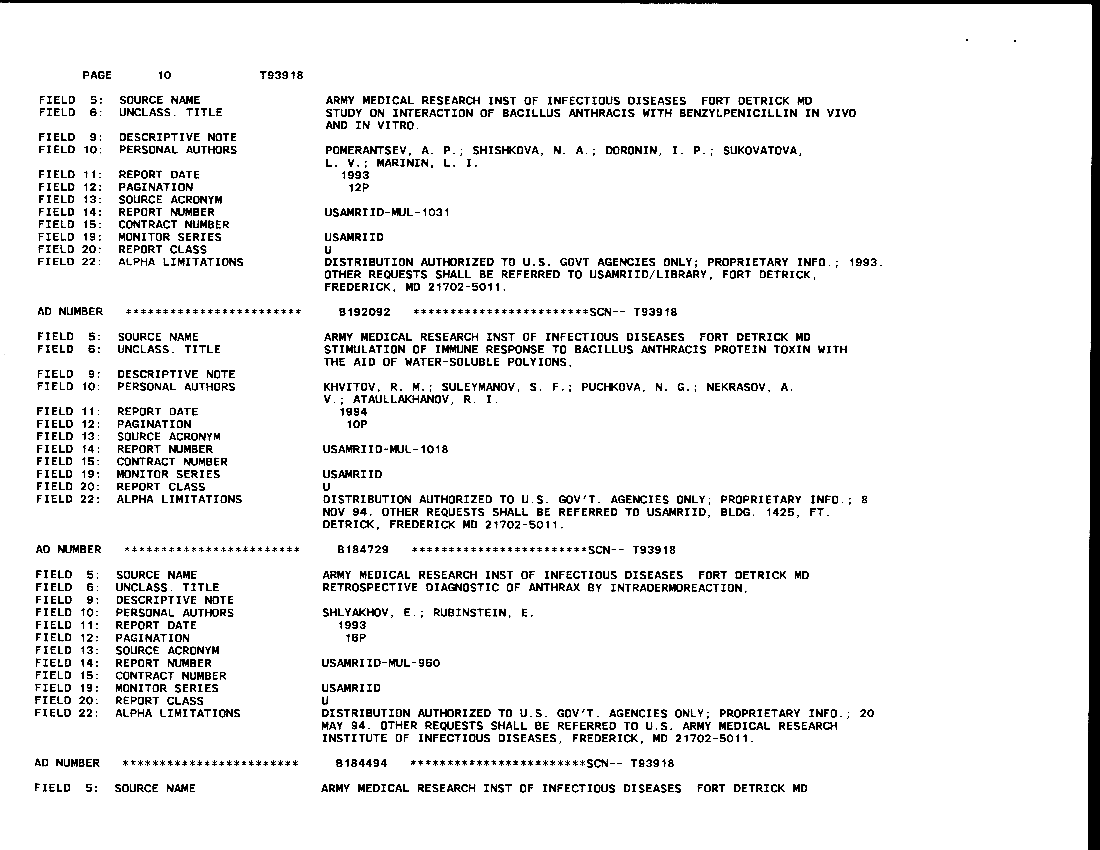 PAGE 10 T93918
FIELD 5: SOURCE NAME ARMY MEDICAL RESEARCH INST OF INFECTIOUS DISEASES FORT DETRICK MD
FIELD 6: UNCLASS. TITLE STUDY ON INTERACTION OF BACILLUS ANTHRACIS WITH BENZYLPENICILLIN IN VIVO
AND IN VITRO.
FIELD 9: DESCRIPTIVE NOTE
FIELD 10: PERSONAL AUTHORS POMERANTSEV, A. P.; SHISHKOVA, N. A.; DORONIN, I. P.; SUKOVATOVA,
L. V.; MARININ, L. I.
FIELD 11: REPORT DATE 1993
FIELD 12: PAGINATION 12P
FIELD 13: SOURCE ACRONYM
FIELD 14: REPORT NUMBER USAMRIID-MUL-1031
FIELD 15: CONTRACT NUMBER
FIELD 19: MONITOR SERIES USAMRIID
FIELD 20: REPORT CLASS U
FIELD 22: ALPHA LIMITATIONS DISTRIBUTION AUTHORIZED TO U.S. GOVT AGENCIES ONLY; PROPRIETARY INFO.; 1993.
OTHER REQUESTS SHALL BE REFERRED TO USAMRIID/LIBRARY, FORT DETRICK,
FREDERICK, MD 21702-5011.
AD NUMBER ************************ B192092 ************************SCN-- T93918
FIELD 5: SOURCE NAME ARMY MEDICAL RESEARCH INST OF INFECTIOUS DISEASES FORT DETRICK MD
FIELD 6: UNCLASS. TITLE STIMULATION OF IMMUNE RESPONSE TO BACILLUS ANTHRACIS PROTEIN TOXIN WITH
THE AID OF WATER-SOLUBLE POLYIONS.
FIELD 9: DESCRIPTIVE NOTE
FIELD 10: PERSONAL AUTHORS KHVITOV, R. M.; SULEYMANOV, S. F.; PUCHKOVA, N. G.; NEKRASOV, A.
V.; ATAULLAKHANOV, R. I.
FIELD 11: REPORT DATE 1994
FIELD 12: PAGINATION 10P
FIELD 13: SOURCE ACRONYM
FIELD 14: REPORT NUMBER USAMRIID-MUL-1018
FIELD 15: CONTRACT NUMBER
FIELD 19: MONITOR SERIES USAMRIID
FIELD 20: REPORT CLASS U
FIELD 22: ALPHA LIMITATIONS DISTRIBUTION AUTHORIZED TO U.S. GOV'T. AGENCIES ONLY; PROPRIETARY INFO.; 8
NOV 94. OTHER REQUESTS SHALL BE REFERRED TO USAMRIID, BLDG. 1425, FT.
DETRICK, FREDERICK MD 21702-5011.
AD NUMBER ************************ B184729 ************************SCN-- T93918
FIELD 5: SOURCE NAME ARMY MEDICAL RESEARCH INST OF INFECTIOUS DISEASES FORT DETRICK MD
FIELD 6: UNCLASS. TITLE RETROSPECTIVE DIAGNOSTIC OF ANTHRAX BY INTRADERMOREACTION.
FIELD 9: DESCRIPTIVE NOTE
FIELD 10: PERSONAL AUTHORS SHLYAKHOV, E.; RUBINSTEIN, E.
FIELD 11: REPORT DATE 1993
FIELD 12: PAGINATION 16P
FIELD 13: SOURCE ACRONYM
FIELD 14: REPORT NUMBER USAMRIID-MUL-960
FIELD 15: CONTRACT NUMBER
FIELD 19: MONITOR SERIES USAMRIID
FIELD 20: REPORT CLASS U
FIELD 22: ALPHA LIMITATIONS DISTRIBUTION AUTHORIZED TO U.S. GOV'T. AGENCIES ONLY; PROPRIETARY INFO.; 20
MAY 94. OTHER REQUESTS SHALL BE REFERRED TO U.S. ARMY MEDICAL RESEARCH
INSTITUTE OF INFECTIOUS DISEASES, FREDERICK, MD 21702-5011.
AD NUMBER ************************ B184494 ************************SCN-- T93918
FIELD 5: SOURCE NAME ARMY MEDICAL RESEARCH INST OF INFECTIOUS DISEASES FORT DETRICK MD